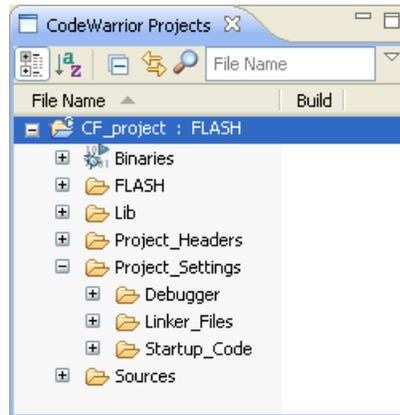 CodeWarrior Projects
File Name
File Name Build
CF_project : FLASH
Binaries
FLASH
Lib
Project_Headers
Project_Settings
Debugger
Linker_Files
Startup_Code
Sources